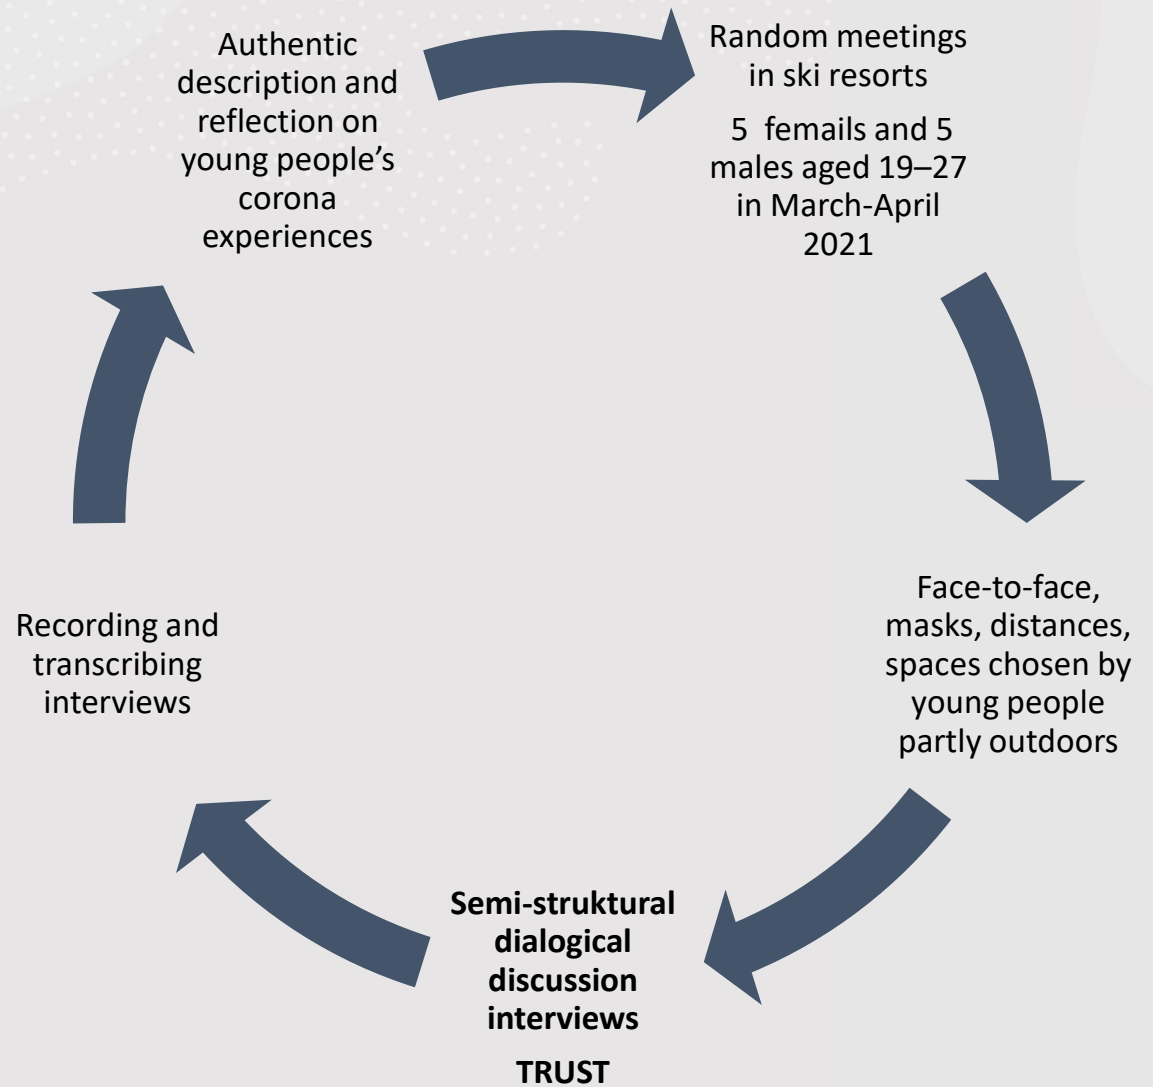 Authentic
description and
reflection on
young people’s
corona
experiences
Random meetings
in ski resorts
5 femails and 5
males aged 19–27
in March-April
2021
Face-to-face,
masks, distances,
spaces chosen by
young people
partly outdoors
Semi-struktural
dialogical
discussion
interviews
TRUST
Recording and
transcribing
interviews